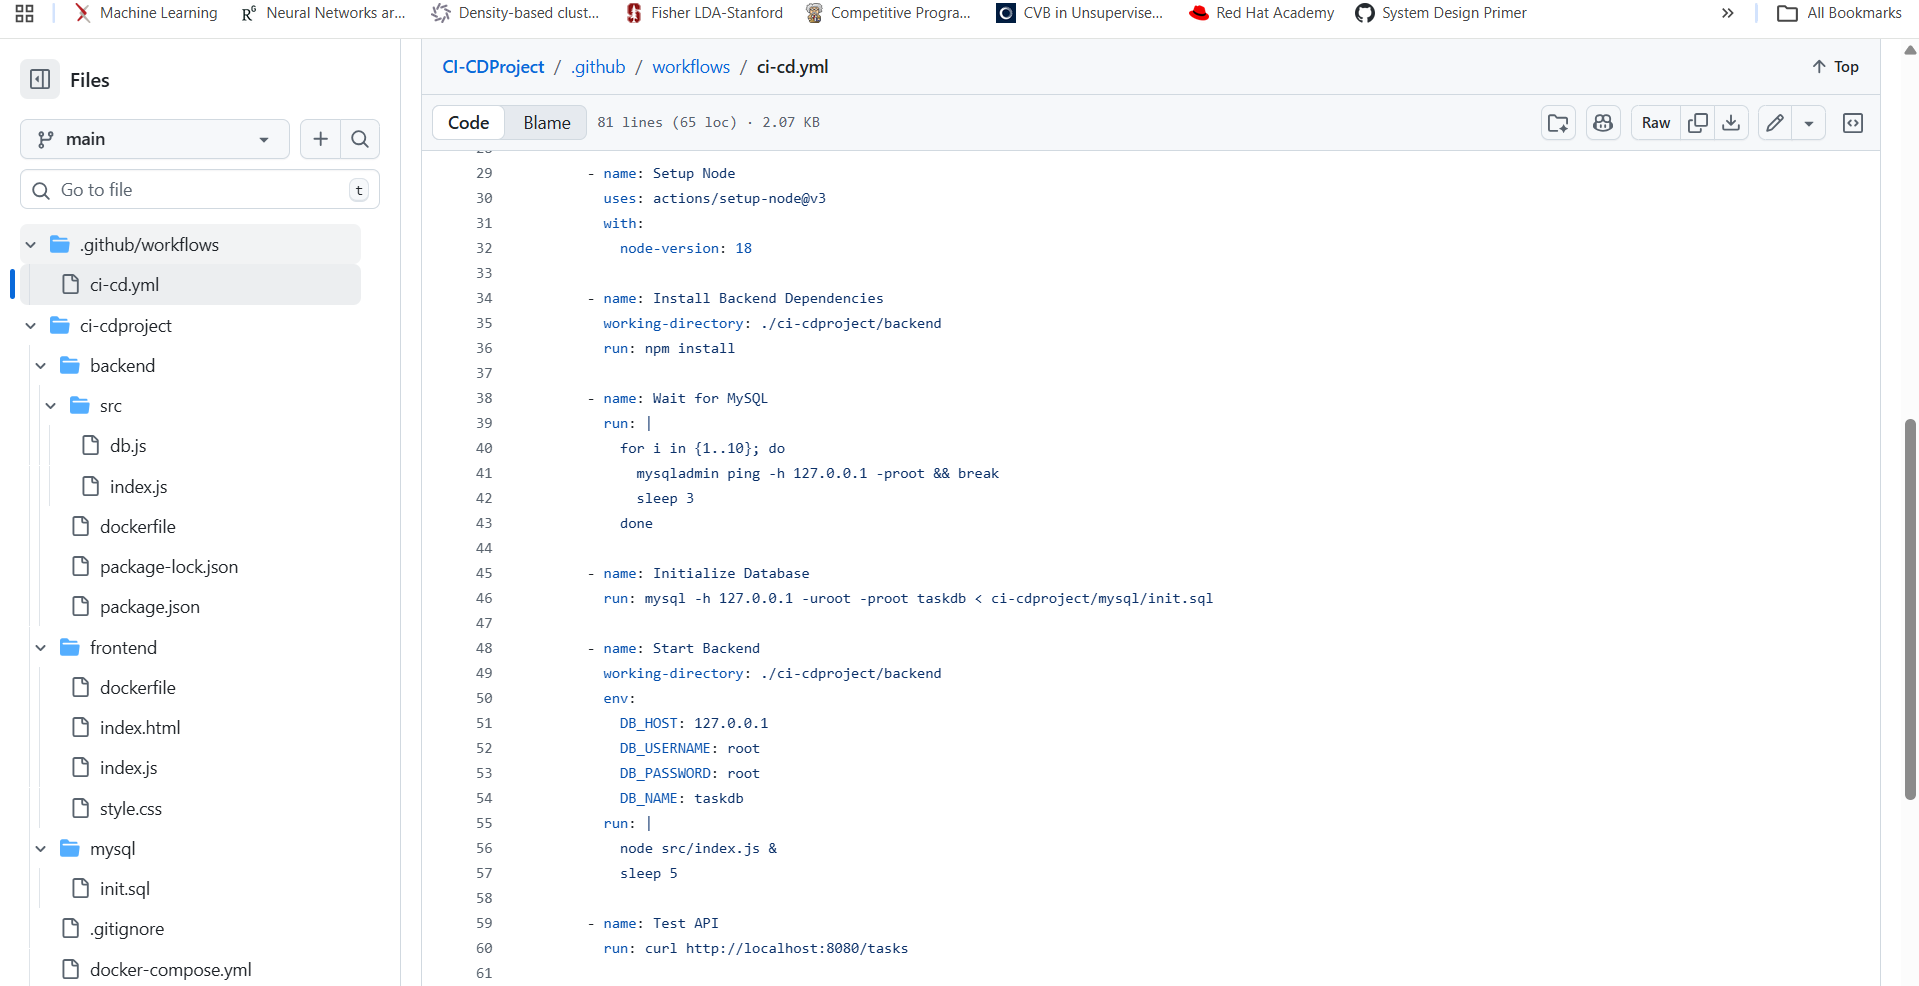 Machine Learning
Neural Networks ar...
Density-based clust...
Fisher LDA-Stanford
Competitive Progra...
CVB in Unsupervise...
Red Hat Academy
System Design Primer
»
All Bookmarks
Files
main
Go to file
t
.github/workflows
ci-cd.yml
ci-cdproject
backend
src
db.js
index.js
dockerfile
package-lock.json
package.json
frontend
dockerfile
index.html
index.js
style.css
mysql
init.sql
.gitignore
docker-compose.yml
CI-CDProject / .github / workflows / ci-cd.yml
Top
Code Blame 81 lines (65 loc) · 2.07 KB
Raw
28
29 - name: Setup Node
30 uses: actions/setup-node@v3
31 with:
32 node-version: 18
33
34 - name: Install Backend Dependencies
35 working-directory: ./ci-cdproject/backend
36 run: npm install
37
38 - name: Wait for MySQL
39 run: |
40 for i in {1..10}; do
41 mysqladmin ping -h 127.0.0.1 -proot && break
42 sleep 3
43 done
44
45 - name: Initialize Database
46 run: mysql -h 127.0.0.1 -uroot -proot taskdb < ci-cdproject/mysql/init.sql
47
48 - name: Start Backend
49 working-directory: ./ci-cdproject/backend
50 env:
51 DB_HOST: 127.0.0.1
52 DB_USERNAME: root
53 DB_PASSWORD: root
54 DB_NAME: taskdb
55 run: |
56 node src/index.js &
57 sleep 5
58
59 - name: Test API
60 run: curl http://localhost:8080/tasks
61